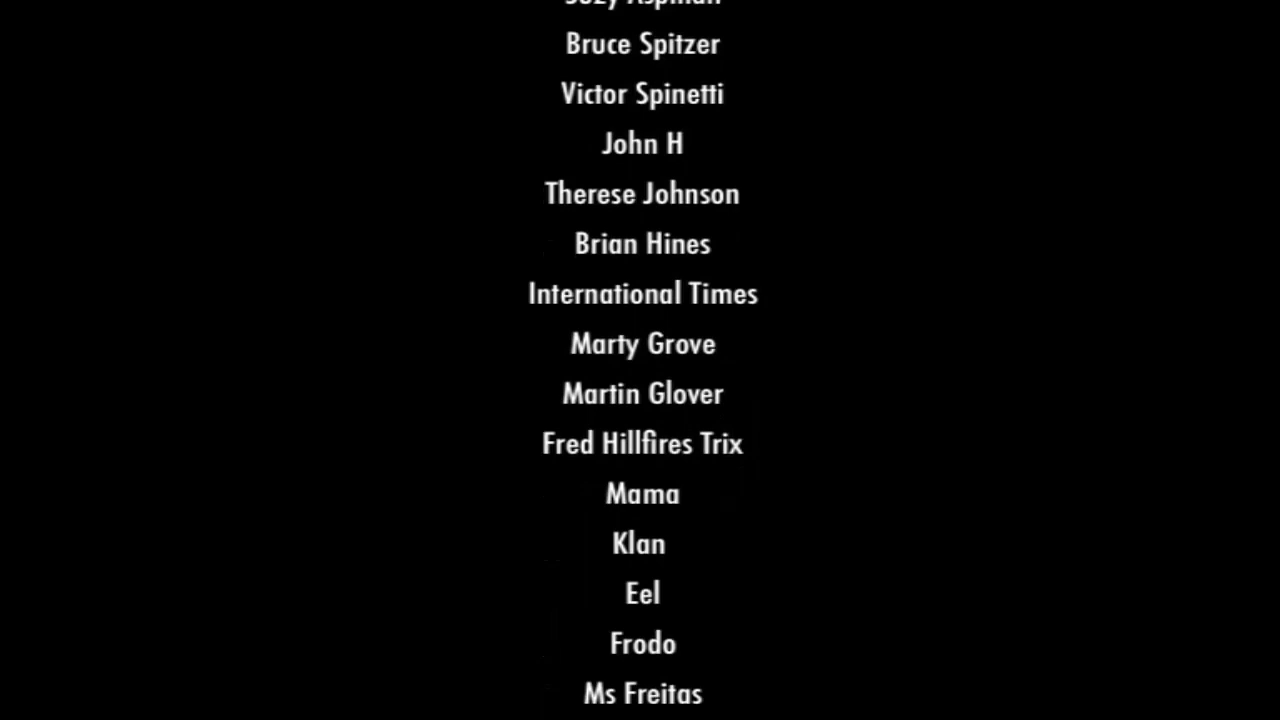 Bruce Spitzer
Victor Spinetti
John H
Therese Johnson
Brian Hines
International Times
Marty Grove
Martin Glover
Fred Hillfires Trix
Mama
Klan
Eel
Frodo
Ms Freitas